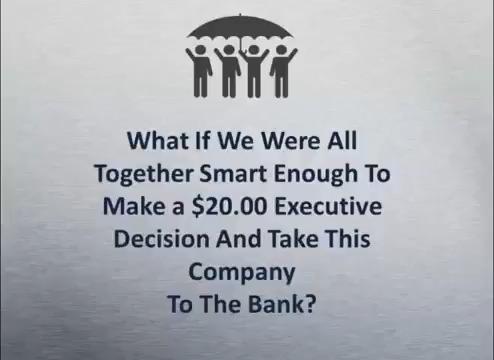 What If We Were All
Together Smart Enough To
Make a $20.00 Executive
Decision And Take This
Company
To The Bank?